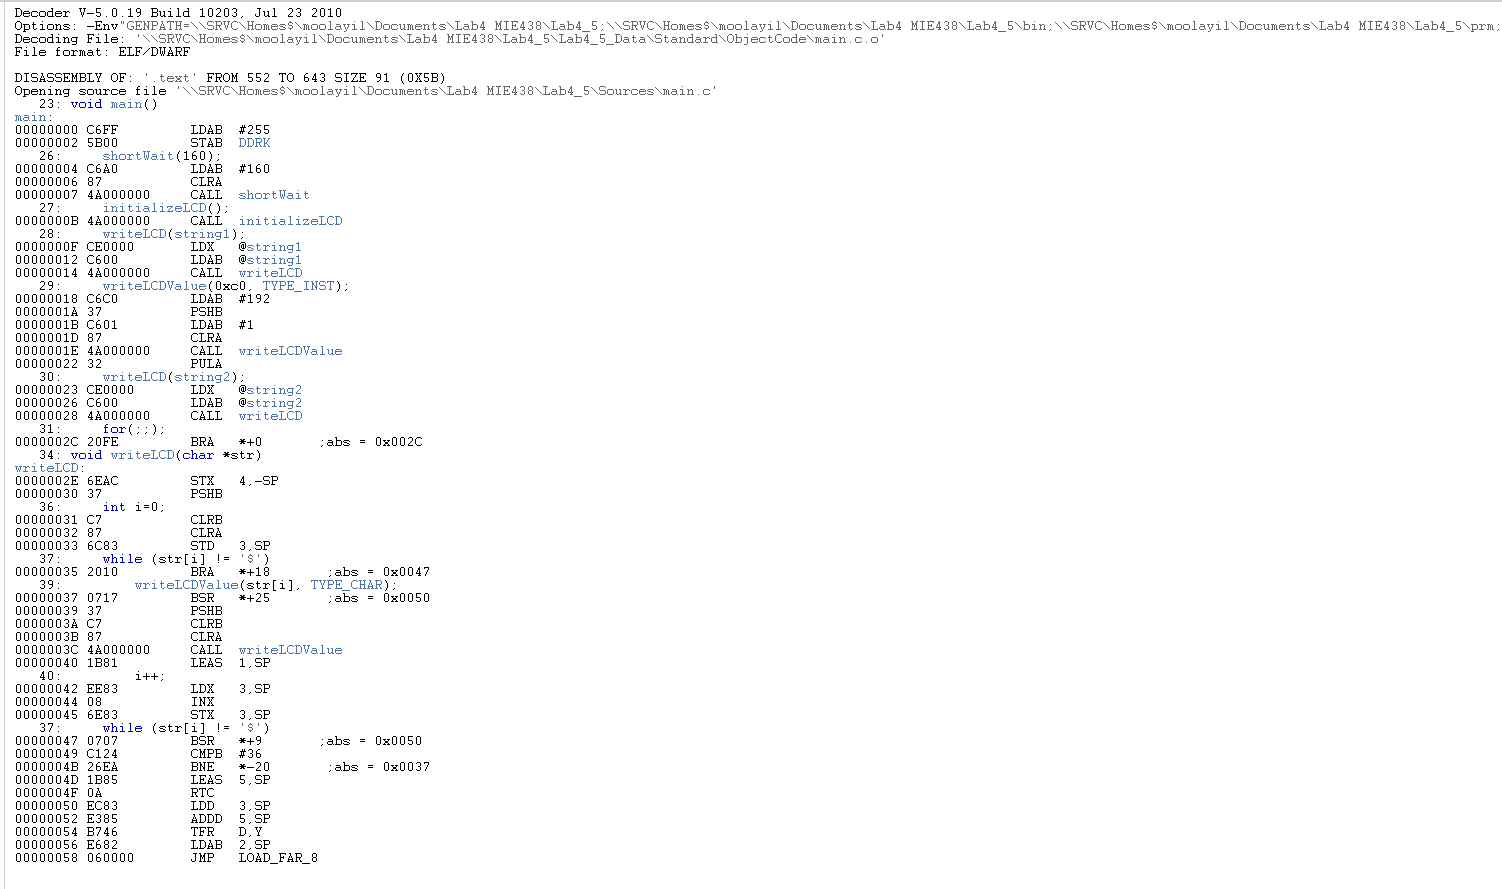 Decoder V-5.0.19 Build 10203, Jul 23 2010
Options: -Env"GENPATH=\\SRVC\Homes$\moolayil\Documents\Lab4 MIE438\Lab4_5;\\SRVC\Homes$\moolayil\Documents\Lab4 MIE438\Lab4_5\bin;\\SRVC\Homes$\moolayil\Documents\Lab4 MIE438\Lab4_5\prm;
Decoding File: '\\SRVC\Homes$\moolayil\Documents\Lab4 MIE438\Lab4_5\Lab4_5_Data\Standard\ObjectCode\main.c.o'
File format: ELF/DWARF
DISASSEMBLY OF: '.text' FROM 552 TO 643 SIZE 91 (0X5B)
Opening source file '\\SRVC\Homes$\moolayil\Documents\Lab4 MIE438\Lab4_5\Sources\main.c'
23: void main()
main:
00000000 C6FF LDAB #255
00000002 5B00 STAB DDRK
26: shortWait(160);
00000004 C6A0 LDAB #160
00000006 87 CLRA
00000007 4A000000 CALL shortWait
27: initializeLCD();
0000000B 4A000000 CALL initializeLCD
28: writeLCD(string1);
0000000F CE0000 LDX @string1
00000012 C600 LDAB @string1
00000014 4A000000 CALL writeLCD
29: writeLCDValue(0xc0, TYPE_INST);
00000018 C6C0 LDAB #192
0000001A 37 PSHB
0000001B C601 LDAB #1
0000001D 87 CLRA
0000001E 4A000000 CALL writeLCDValue
00000022 32 PULA
30: writeLCD(string2);
00000023 CE0000 LDX @string2
00000026 C600 LDAB @string2
00000028 4A000000 CALL writeLCD
31: for(;;);
0000002C 20FE BRA *+0 ;abs = 0x002C
34: void writeLCD(char *str)
writeLCD:
0000002E 6EAC STX 4,-SP
00000030 37 PSHB
36: int i=0;
00000031 C7 CLRB
00000032 87 CLRA
00000033 6C83 STD 3,SP
37: while (str[i] != '$')
00000035 2010 BRA *+18 ;abs = 0x0047
39: writeLCDValue(str[i], TYPE_CHAR);
00000037 0717 BSR *+25 ;abs = 0x0050
00000039 37 PSHB
0000003A C7 CLRB
0000003B 87 CLRA
0000003C 4A000000 CALL writeLCDValue
00000040 1B81 LEAS 1,SP
40: i++;
00000042 EE83 LDX 3,SP
00000044 08 INX
00000045 6E83 STX 3,SP
37: while (str[i] != '$')
00000047 0707 BSR *+9 ;abs = 0x0050
00000049 C124 CMPB #36
0000004B 26EA BNE *-20 ;abs = 0x0037
0000004D 1B85 LEAS 5,SP
0000004F 0A RTC
00000050 EC83 LDD 3,SP
00000052 E385 ADDD 5,SP
00000054 B746 TFR D,Y
00000056 E682 LDAB 2,SP
00000058 060000 JMP LOAD_FAR_8